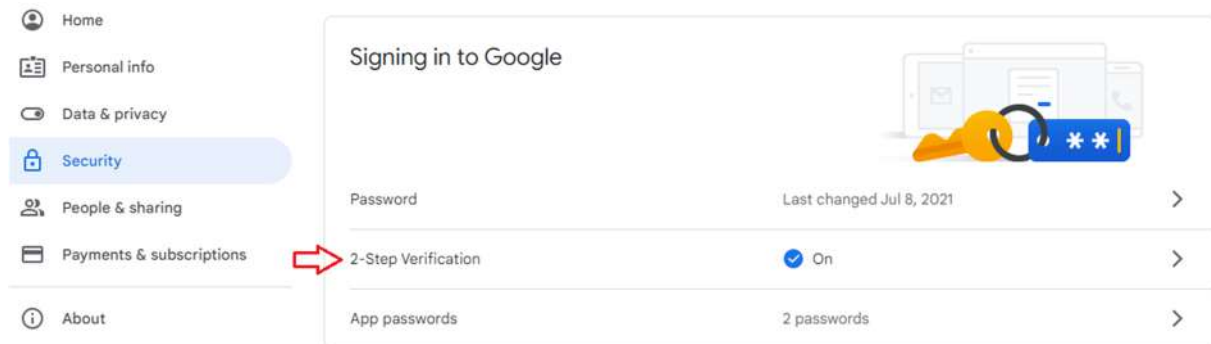 Home
Personal info
Data & privacy
Security
People & sharing
Payments & subscriptions
About
Signing in to Google
**
Password Last changed Jul 8, 2021
2-Step Verification On
App passwords 2 passwords